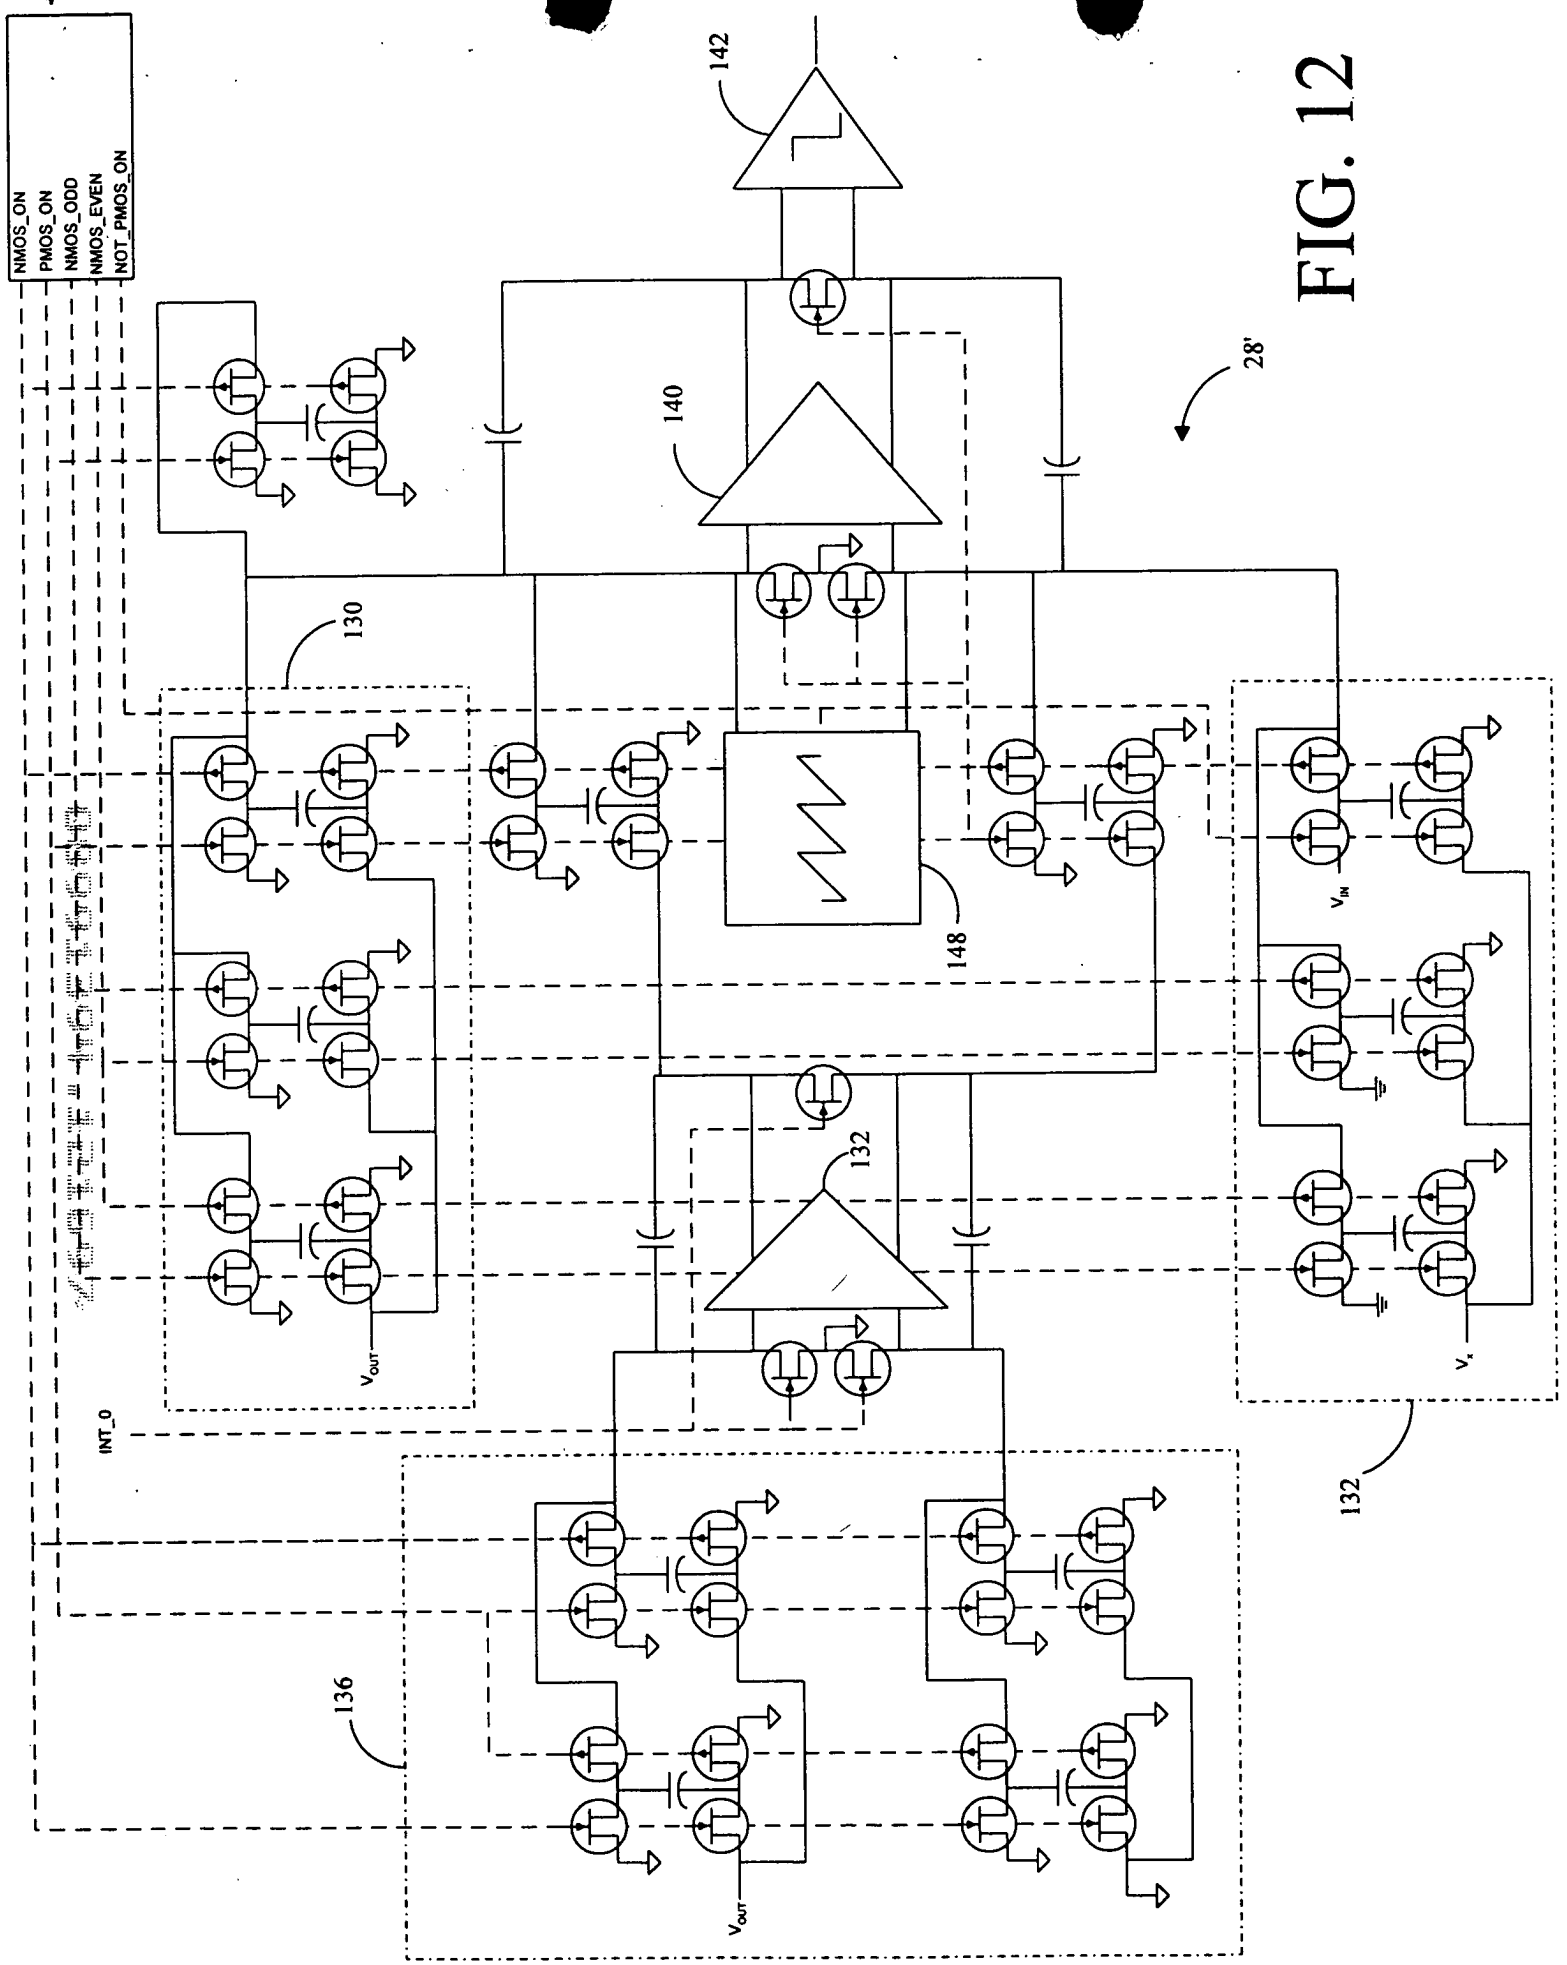 NMOS_ON
PMOS_ON
NMOS_ODD
NMOS_EVEN
NOT_PMOS_ON
142
FIG. 12
28'
140
130
148
V_IN
132
V_OUT
INT_0
V_X
132
136
V_OUT